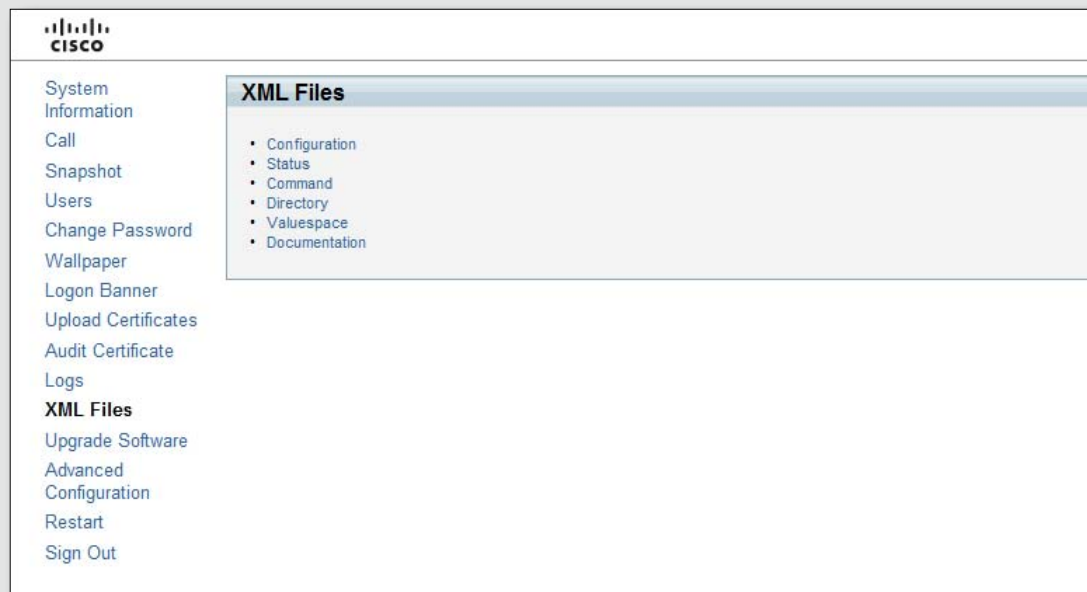 CISCO
System
Information
Call
Snapshot
Users
Change Password
Wallpaper
Logon Banner
Upload Certificates
Audit Certificate
Logs
XML Files
Upgrade Software
Advanced
Configuration
Restart
Sign Out
XML Files
• Configuration
• Status
• Command
• Directory
• Valuespace
• Documentation